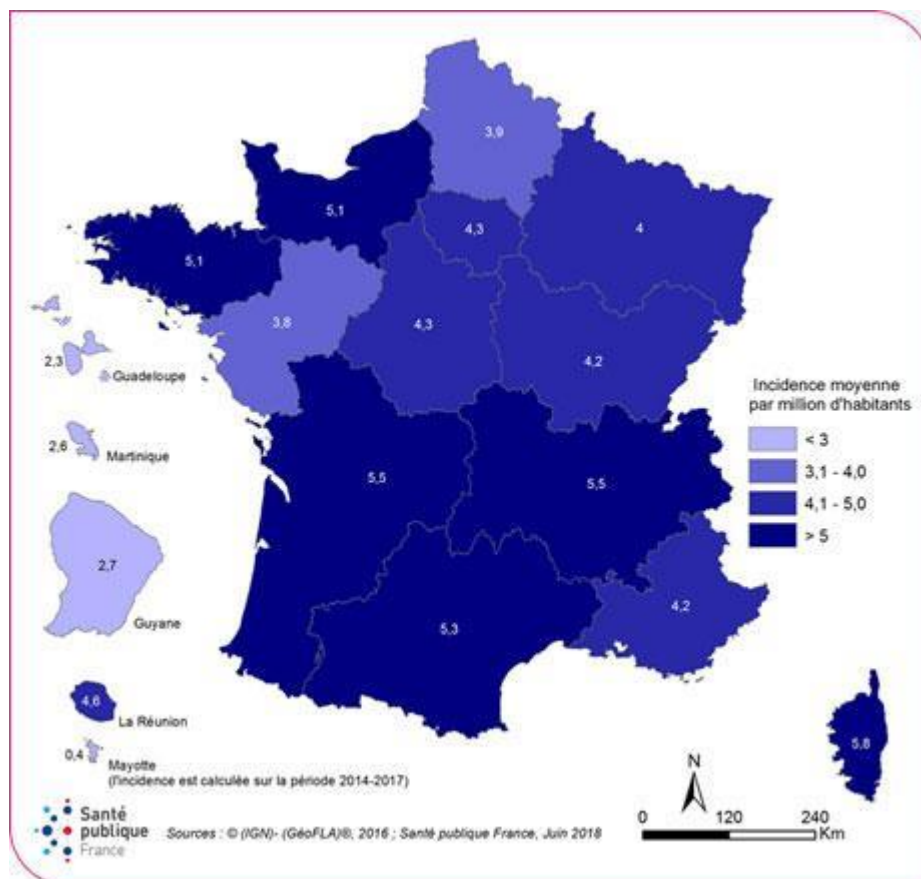 3,9
5,1
4,3
4
5,1
3,8
4,3
4,2
2,3
Guadeloupe
2,6
Martinique
5,5
5,5
Incidence moyenne
par million d'habitants
< 3
3,1 - 4,0
4,1 - 5,0
> 5
2,7
Guyane
5,3
4,2
4,6
La Réunion
0,4
Mayotte
(l'incidence est calculée sur la période 2014-2017)
5,8
N
0 120 240
Km
Santé
publique
France
Sources : © (IGN)- (GéoFLA)®, 2016 ; Santé publique France, Juin 2018